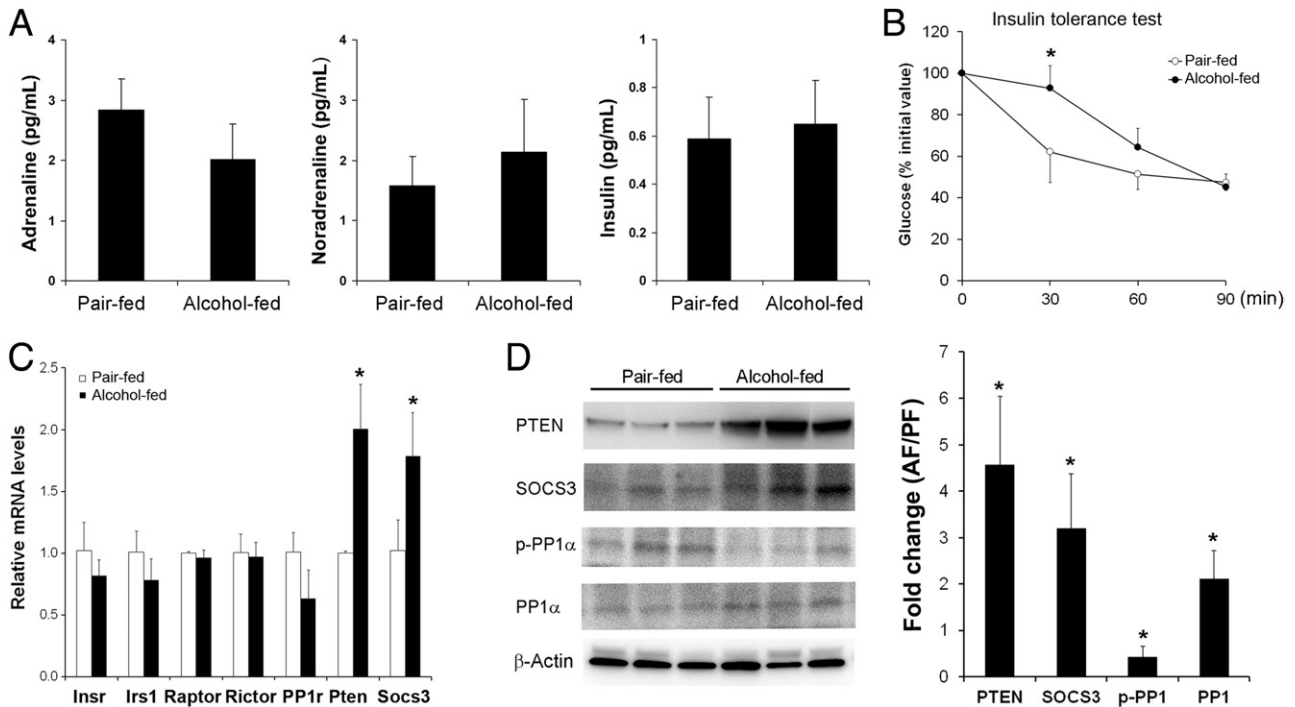 A
Adrenaline (pg/mL)
4
3
2
1
0
Pair-fed Alcohol-fed
Noradrenaline (pg/mL)
4
3
2
1
0
Pair-fed Alcohol-fed
Insulin (pg/mL)
1
0.8
0.6
0.4
0.2
0
Pair-fed Alcohol-fed
B
Insulin tolerance test
Glucose (% initial value)
120
100
80
60
40
20
0
*
Pair-fed
Alcohol-fed
0 30 60 90 (min)
C
Relative mRNA levels
2.5
2.0
1.5
1.0
0.5
0.0
Pair-fed
Alcohol-fed
* *
Insr Irs1 Raptor Rictor PP1r Pten Socs3
D
Pair-fed Alcohol-fed
PTEN
SOCS3
p-PP1α
PP1α
β-Actin
Fold change (AF/PF)
7
6
5
4
3
2
1
0
* * * *
PTEN SOCS3 p-PP1 PP1